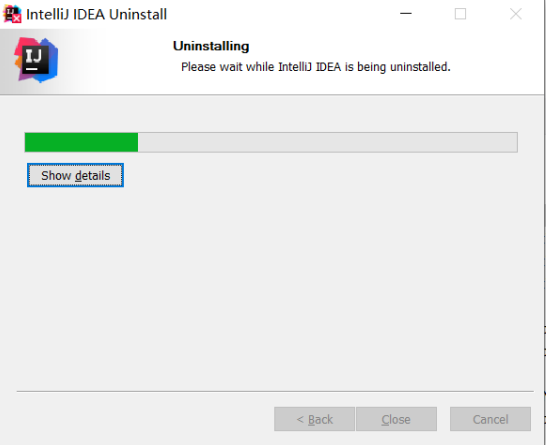 IntelliJ IDEA Uninstall
IJ
Uninstalling
Please wait while IntelliJ IDEA is being uninstalled.
Show details
< Back
Close
Cancel